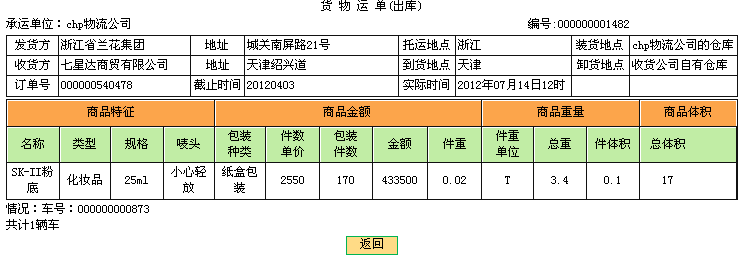 货 物 运 单(出库)
承运单位：chp物流公司 编号:000000001482
发货方 浙江省兰花集团 地址 城关南屏路21号 托运地点 浙江 装货地点 chp物流公司的仓库
收货方 七星达商贸有限公司 地址 天津绍兴道 到货地点 天津 卸货地点 收货公司自有仓库
订单号 000000540478 截止时间 20120403 实际时间 2012年07月14日12时
商品特征 商品金额 商品重量 商品体积
名称 类型 规格 唛头 包装种类 件数单价 包装件数 金额 件重 件重单位 总重 件体积 总体积
SK-II粉底 化妆品 25ml 小心轻放 纸盒包装 2550 170 433500 0.02 T 3.4 0.1 17
情况：车号：000000000873
共计1辆车
返回